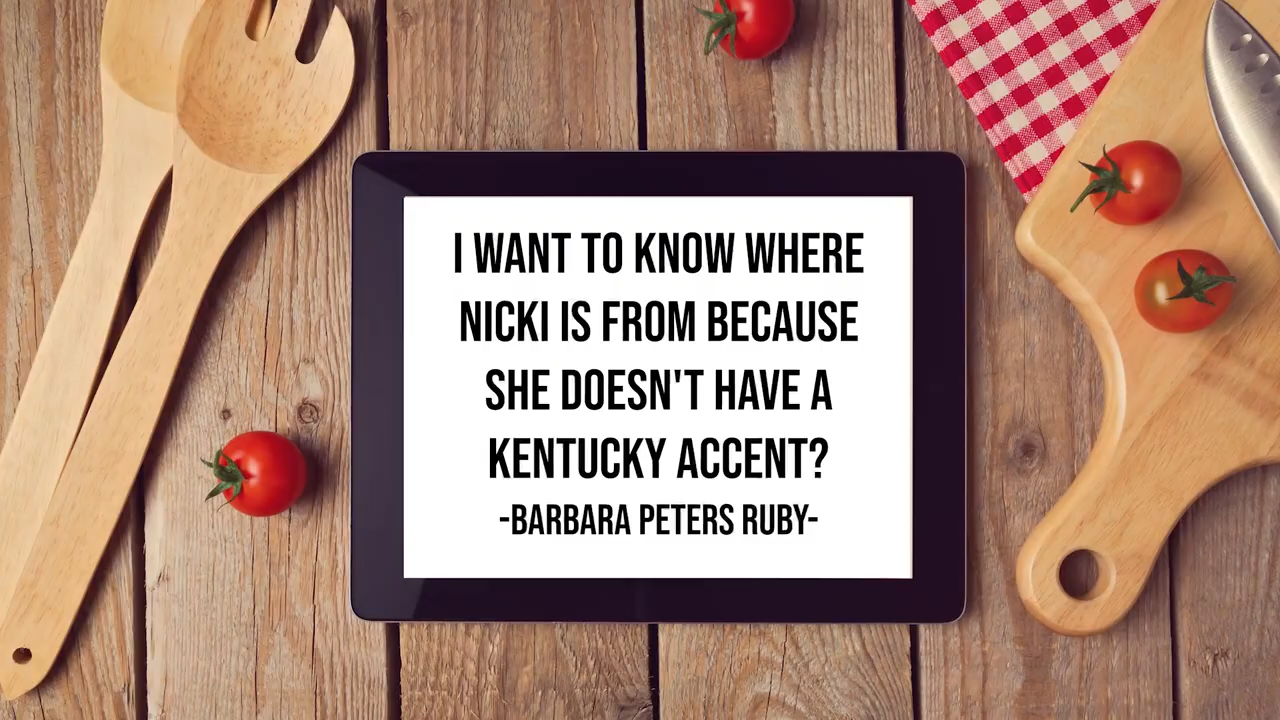 I WANT TO KNOW WHERE
NICKI IS FROM BECAUSE
SHE DOESN'T HAVE A
KENTUCKY ACCENT?
-BARBARA PETERS RUBY-